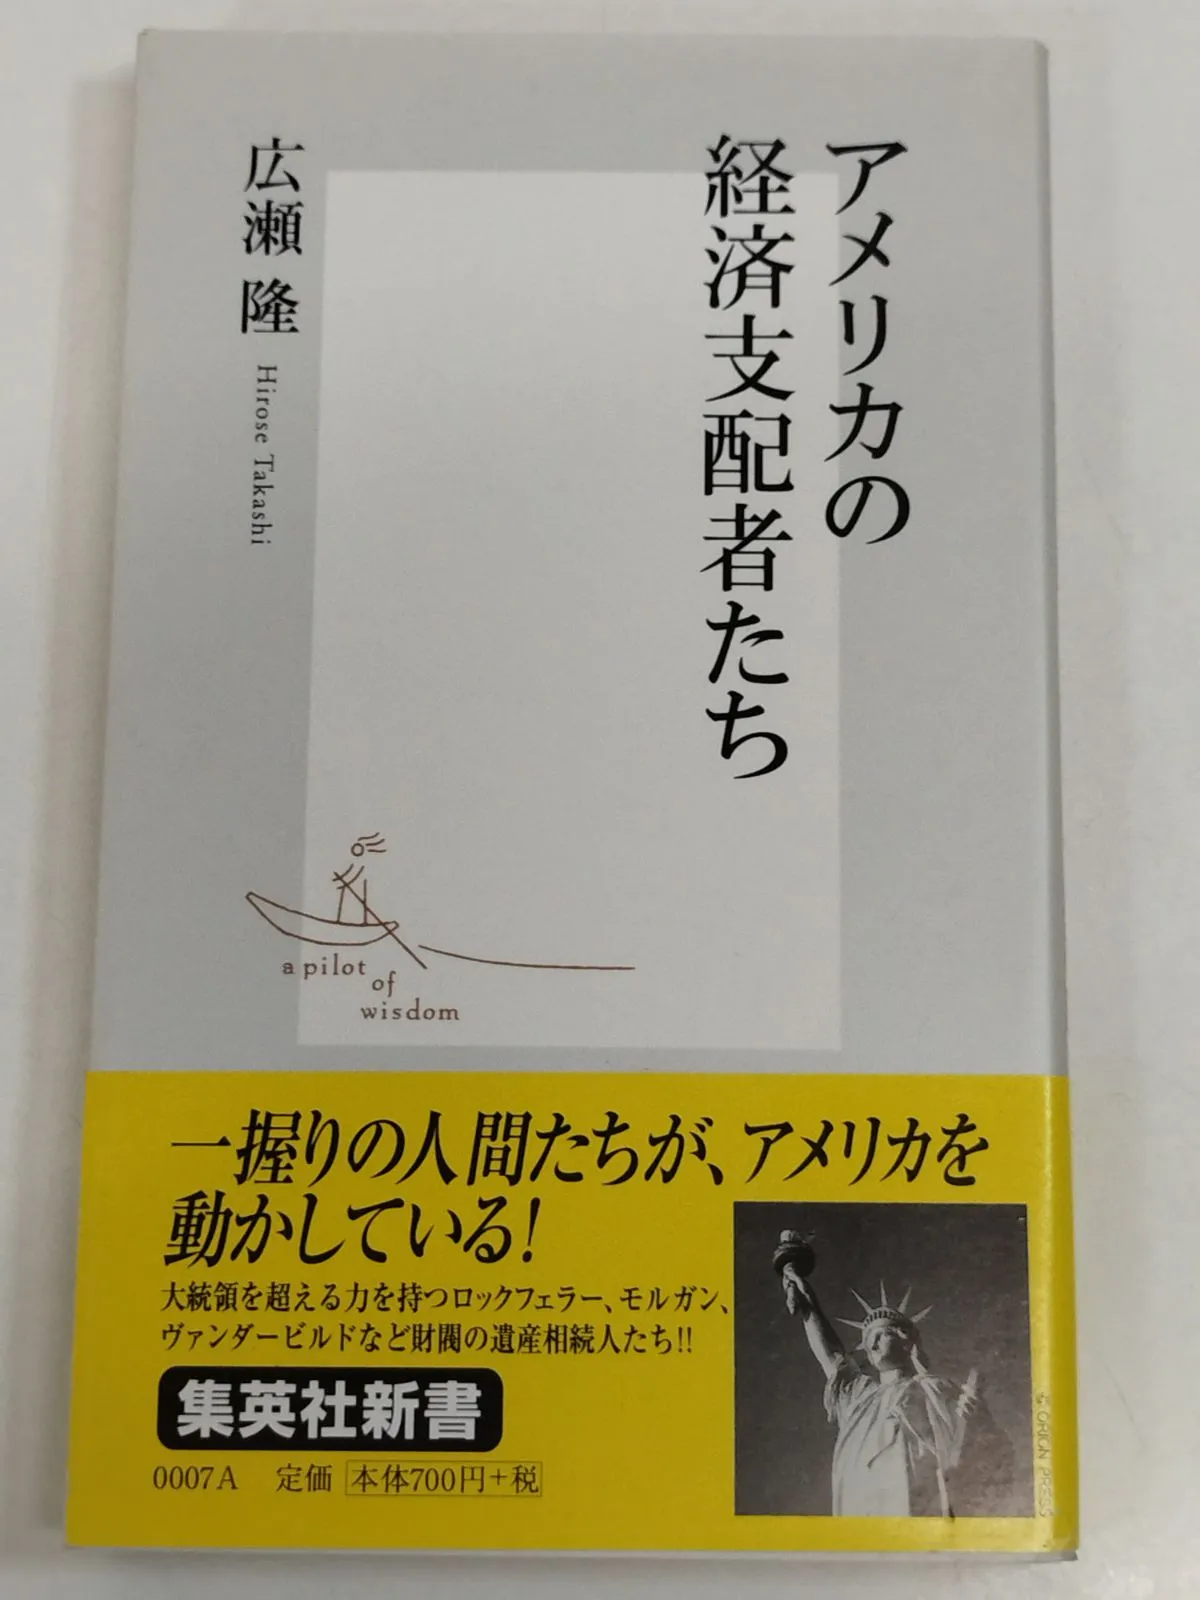 アメリカの
経済支配者たち
広瀬 隆
Hirose Takashi
a pilot
of
wisdom
一握りの人間たちが、アメリカを
動かしている!
大統領を超える力を持つロックフェラー、モルガン、
ヴァンダービルドなど財閥の遺産相続人たち!!
集英社新書
0007A 定価 本体700円+税
© ORION PRESS